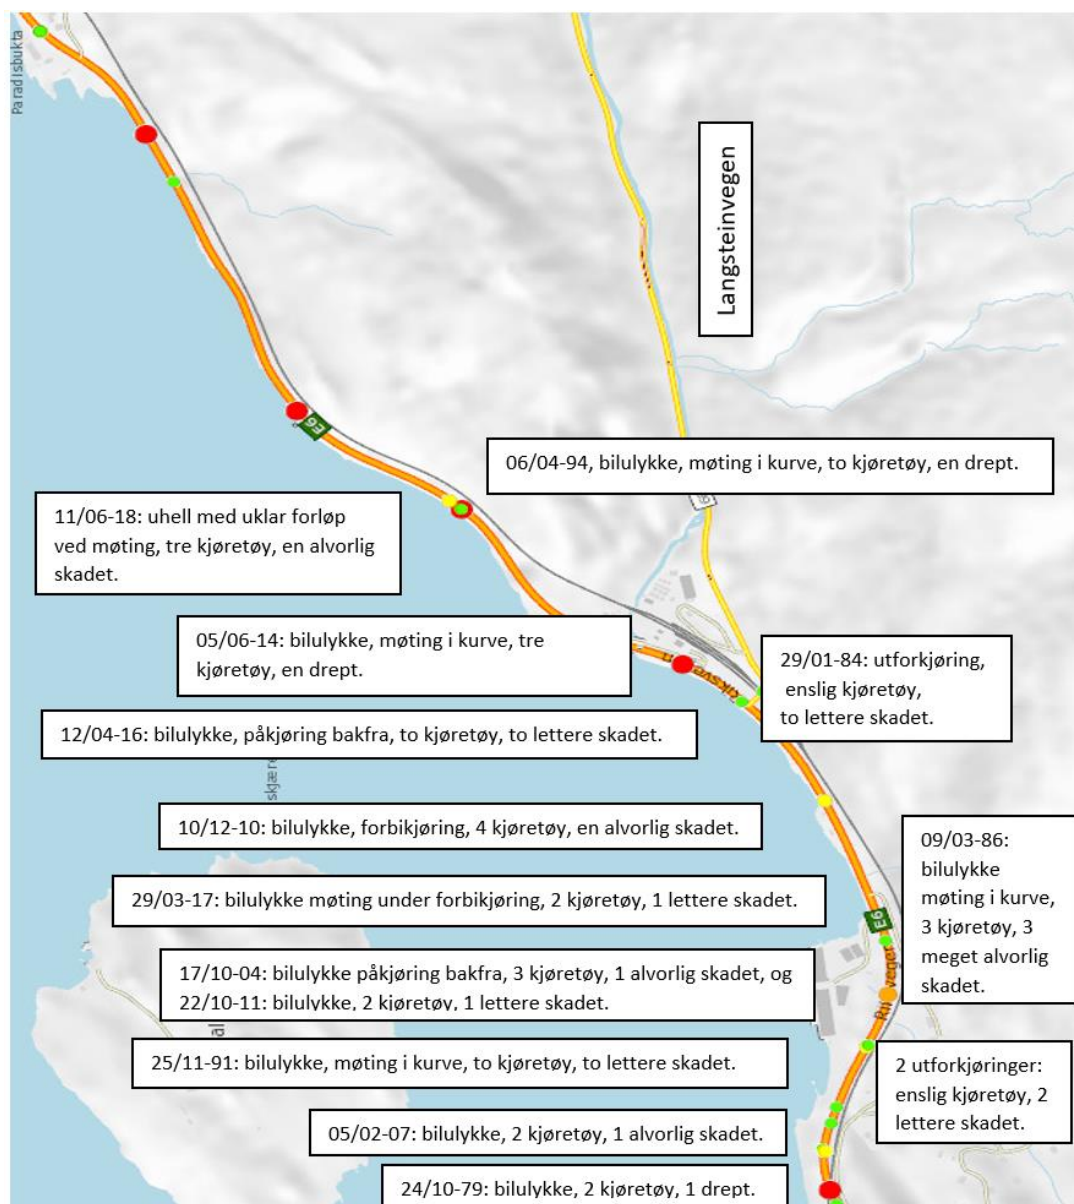 Paradisbukta
Langsteinvegen
E6
06/04-94, bilulykke, møting i kurve, to kjøretøy, en drept.
11/06-18: uhell med uklar forløp
ved møting, tre kjøretøy, en alvorlig
skadet.
05/06-14: bilulykke, møting i kurve, tre
kjøretøy, en drept.
29/01-84: utforkjøring,
enslig kjøretøy,
to lettere skadet.
12/04-16: bilulykke, påkjøring bakfra, to kjøretøy, to lettere skadet.
skjære
10/12-10: bilulykke, forbikjøring, 4 kjøretøy, en alvorlig skadet.
09/03-86:
bilulykke
møting i kurve,
3 kjøretøy, 3
meget alvorlig
skadet.
29/03-17: bilulykke møting under forbikjøring, 2 kjøretøy, 1 lettere skadet.
E6
17/10-04: bilulykke påkjøring bakfra, 3 kjøretøy, 1 alvorlig skadet, og
22/10-11: bilulykke, 2 kjøretøy, 1 lettere skadet.
al
25/11-91: bilulykke, møting i kurve, to kjøretøy, to lettere skadet.
2 utforkjøringer:
enslig kjøretøy, 2
lettere skadet.
05/02-07: bilulykke, 2 kjøretøy, 1 alvorlig skadet.
24/10-79: bilulykke, 2 kjøretøy, 1 drept.